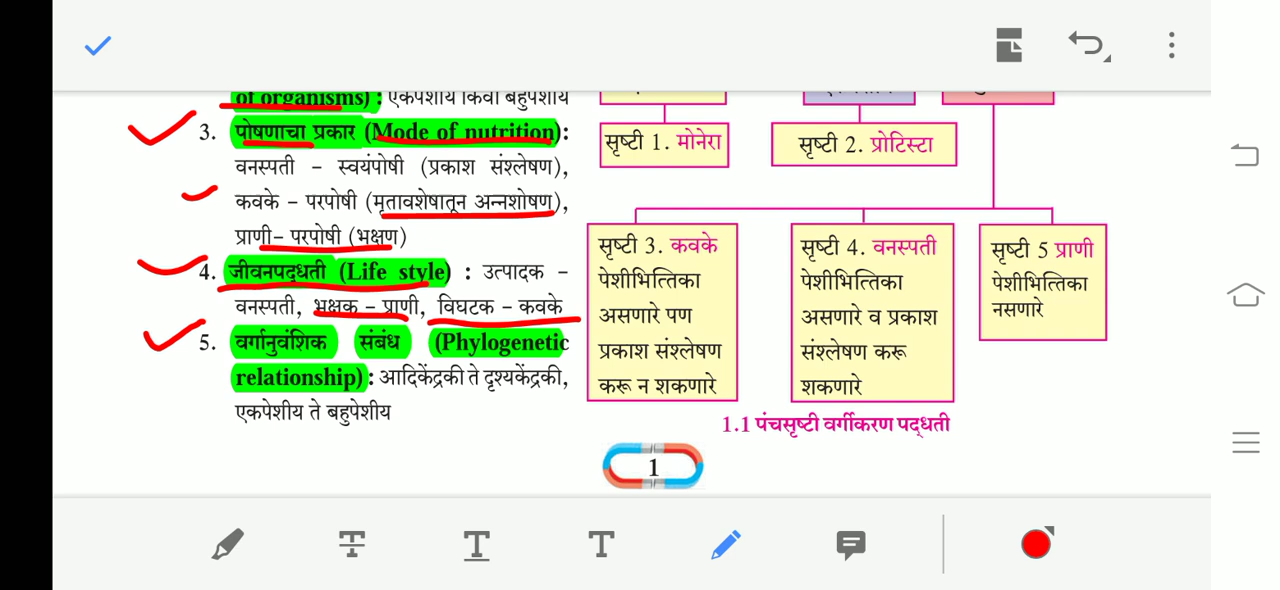 of organisms) : एकपेशीय किंवा बहुपेशीय
3. पोषणाचा प्रकार (Mode of nutrition):
वनस्पती - स्वयंपोषी (प्रकाश संश्लेषण),
कवके - परपोषी (मृतावशेषातून अन्नशोषण),
प्राणी- परपोषी (भक्षण)
4. जीवनपद्धती (Life style) : उत्पादक -
वनस्पती, भक्षक - प्राणी, विघटक - कवके
5. वर्गानुवंशिक संबंध (Phylogenetic
relationship): आदिकेंद्रकी ते दृश्यकेंद्रकी,
एकपेशीय ते बहुपेशीय
सृष्टी 1. मोनेरा
सृष्टी 2. प्रोटिस्टा
सृष्टी 3. कवके
पेशीभित्तिका
असणारे पण
प्रकाश संश्लेषण
करू न शकणारे
सृष्टी 4. वनस्पती
पेशीभित्तिका
असणारे व प्रकाश
संश्लेषण करू
शकणारे
सृष्टी 5 प्राणी
पेशीभित्तिका
नसणारे
1.1 पंचसृष्टी वर्गीकरण पद्धती
1